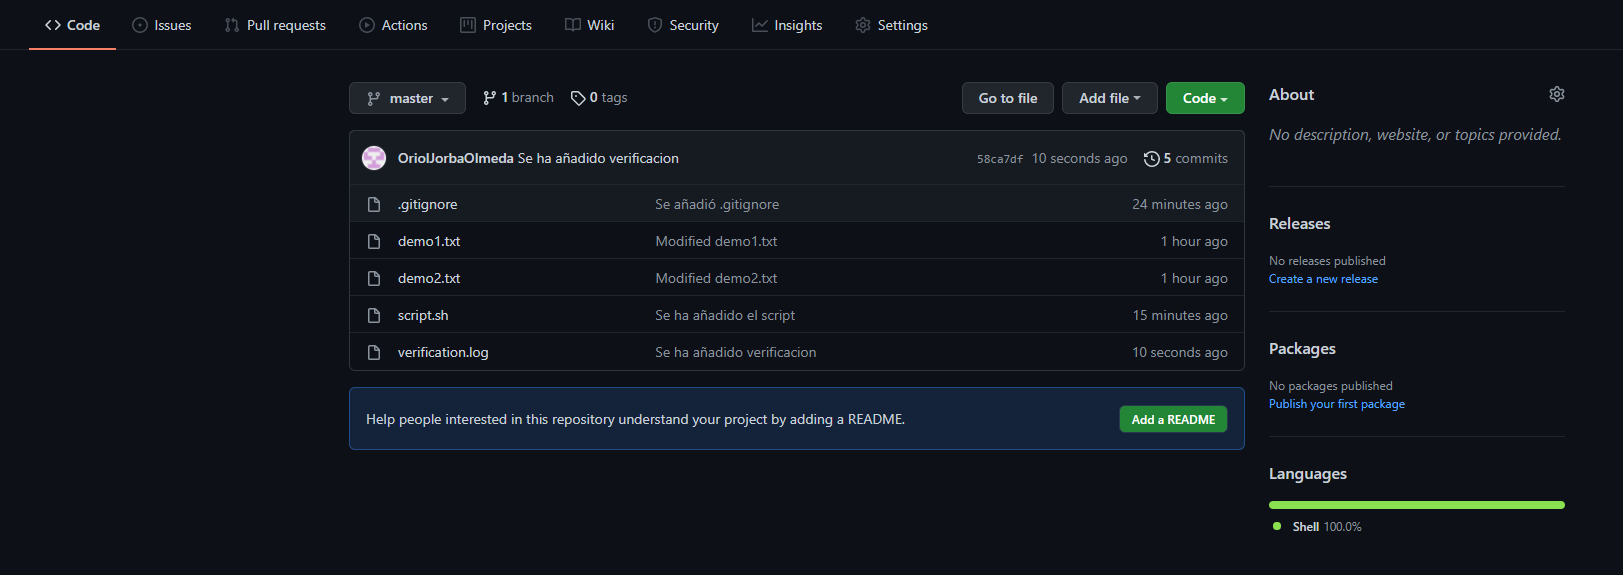 Code Issues Pull requests Actions Projects Wiki Security Insights Settings
master 1 branch 0 tags Go to file Add file Code
OriolJorbaOlmeda Se ha añadido verificacion 58ca7df 10 seconds ago 5 commits
.gitignore Se añadió .gitignore 24 minutes ago
demo1.txt Modified demo1.txt 1 hour ago
demo2.txt Modified demo2.txt 1 hour ago
script.sh Se ha añadido el script 15 minutes ago
verification.log Se ha añadido verificacion 10 seconds ago
Help people interested in this repository understand your project by adding a README. Add a README
About
No description, website, or topics provided.
Releases
No releases published
Create a new release
Packages
No packages published
Publish your first package
Languages
Shell 100.0%